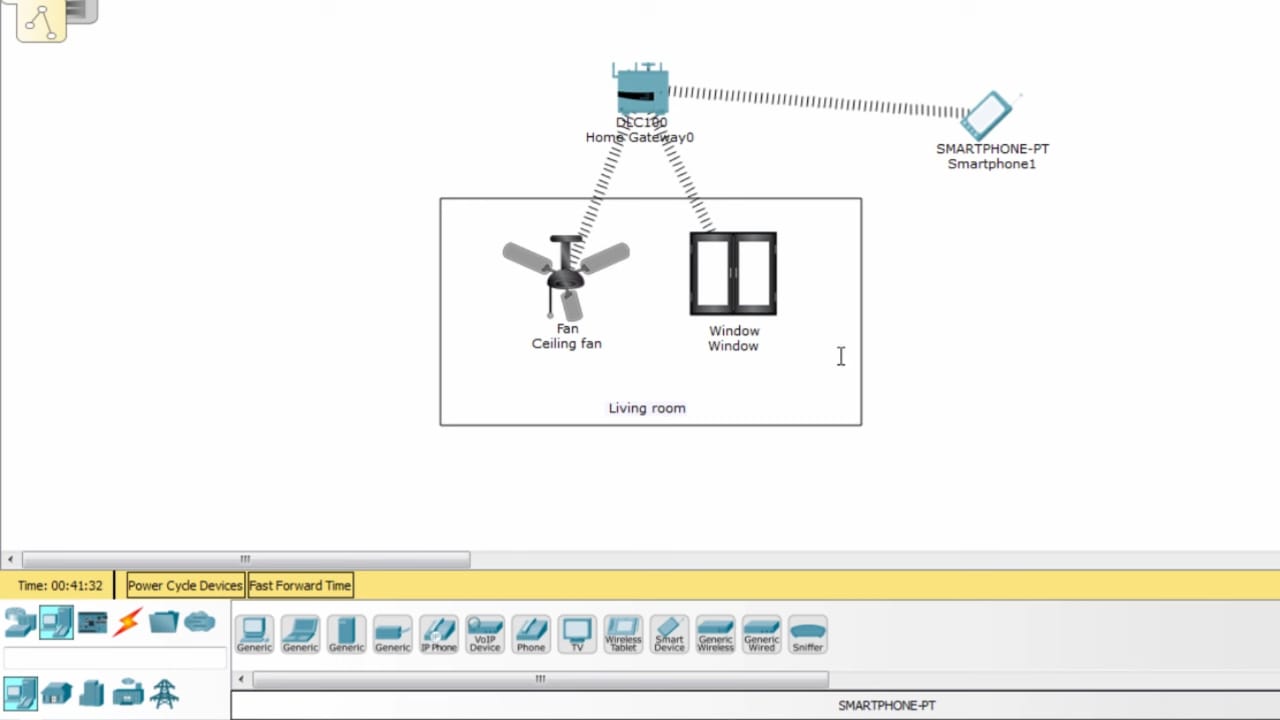 DLC100
Home Gateway0
SMARTPHONE-PT
Smartphone1
Fan
Ceiling fan
Window
Window
Living room
Time: 00:41:32
Power Cycle Devices
Fast Forward Time
Generic
Generic
Generic
Generic
IP Phone
VoIP
Device
Phone
TV
Wireless
Tablet
Smart
Device
Generic
Wireless
Generic
Wired
Sniffer
SMARTPHONE-PT